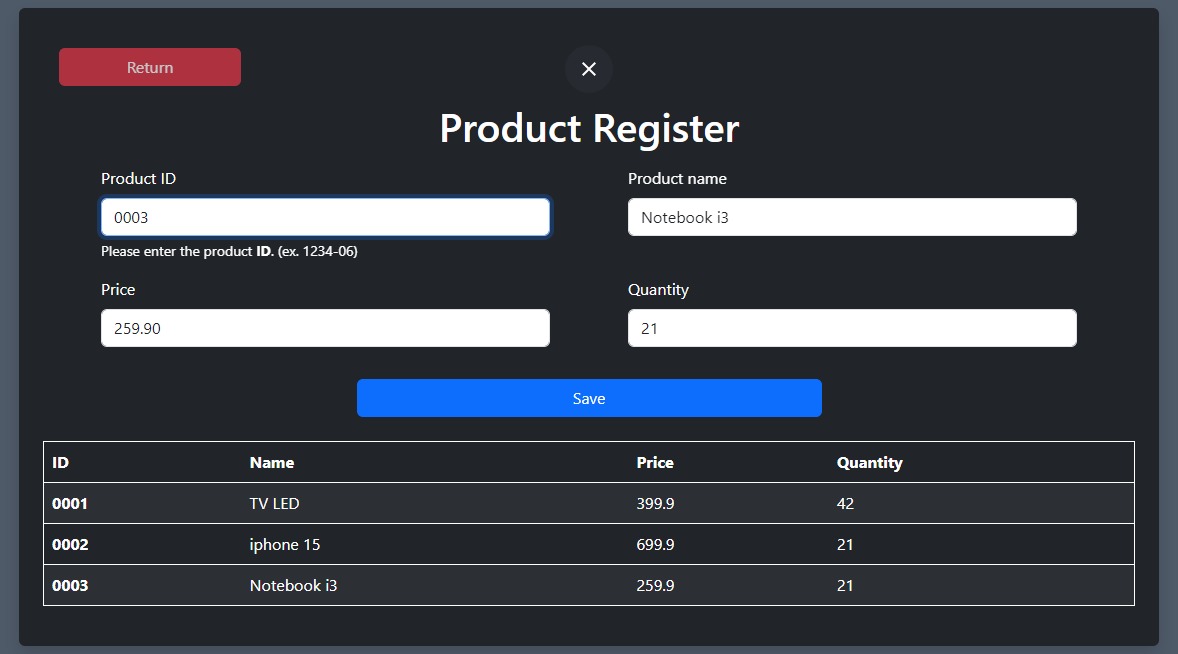 Return
Product Register
Product ID Product name
0003 Notebook i3
Please enter the product ID. (ex. 1234-06)
Price Quantity
259.90 21
Save
ID Name Price Quantity
0001 TV LED 399.9 42
0002 iphone 15 699.9 21
0003 Notebook i3 259.9 21